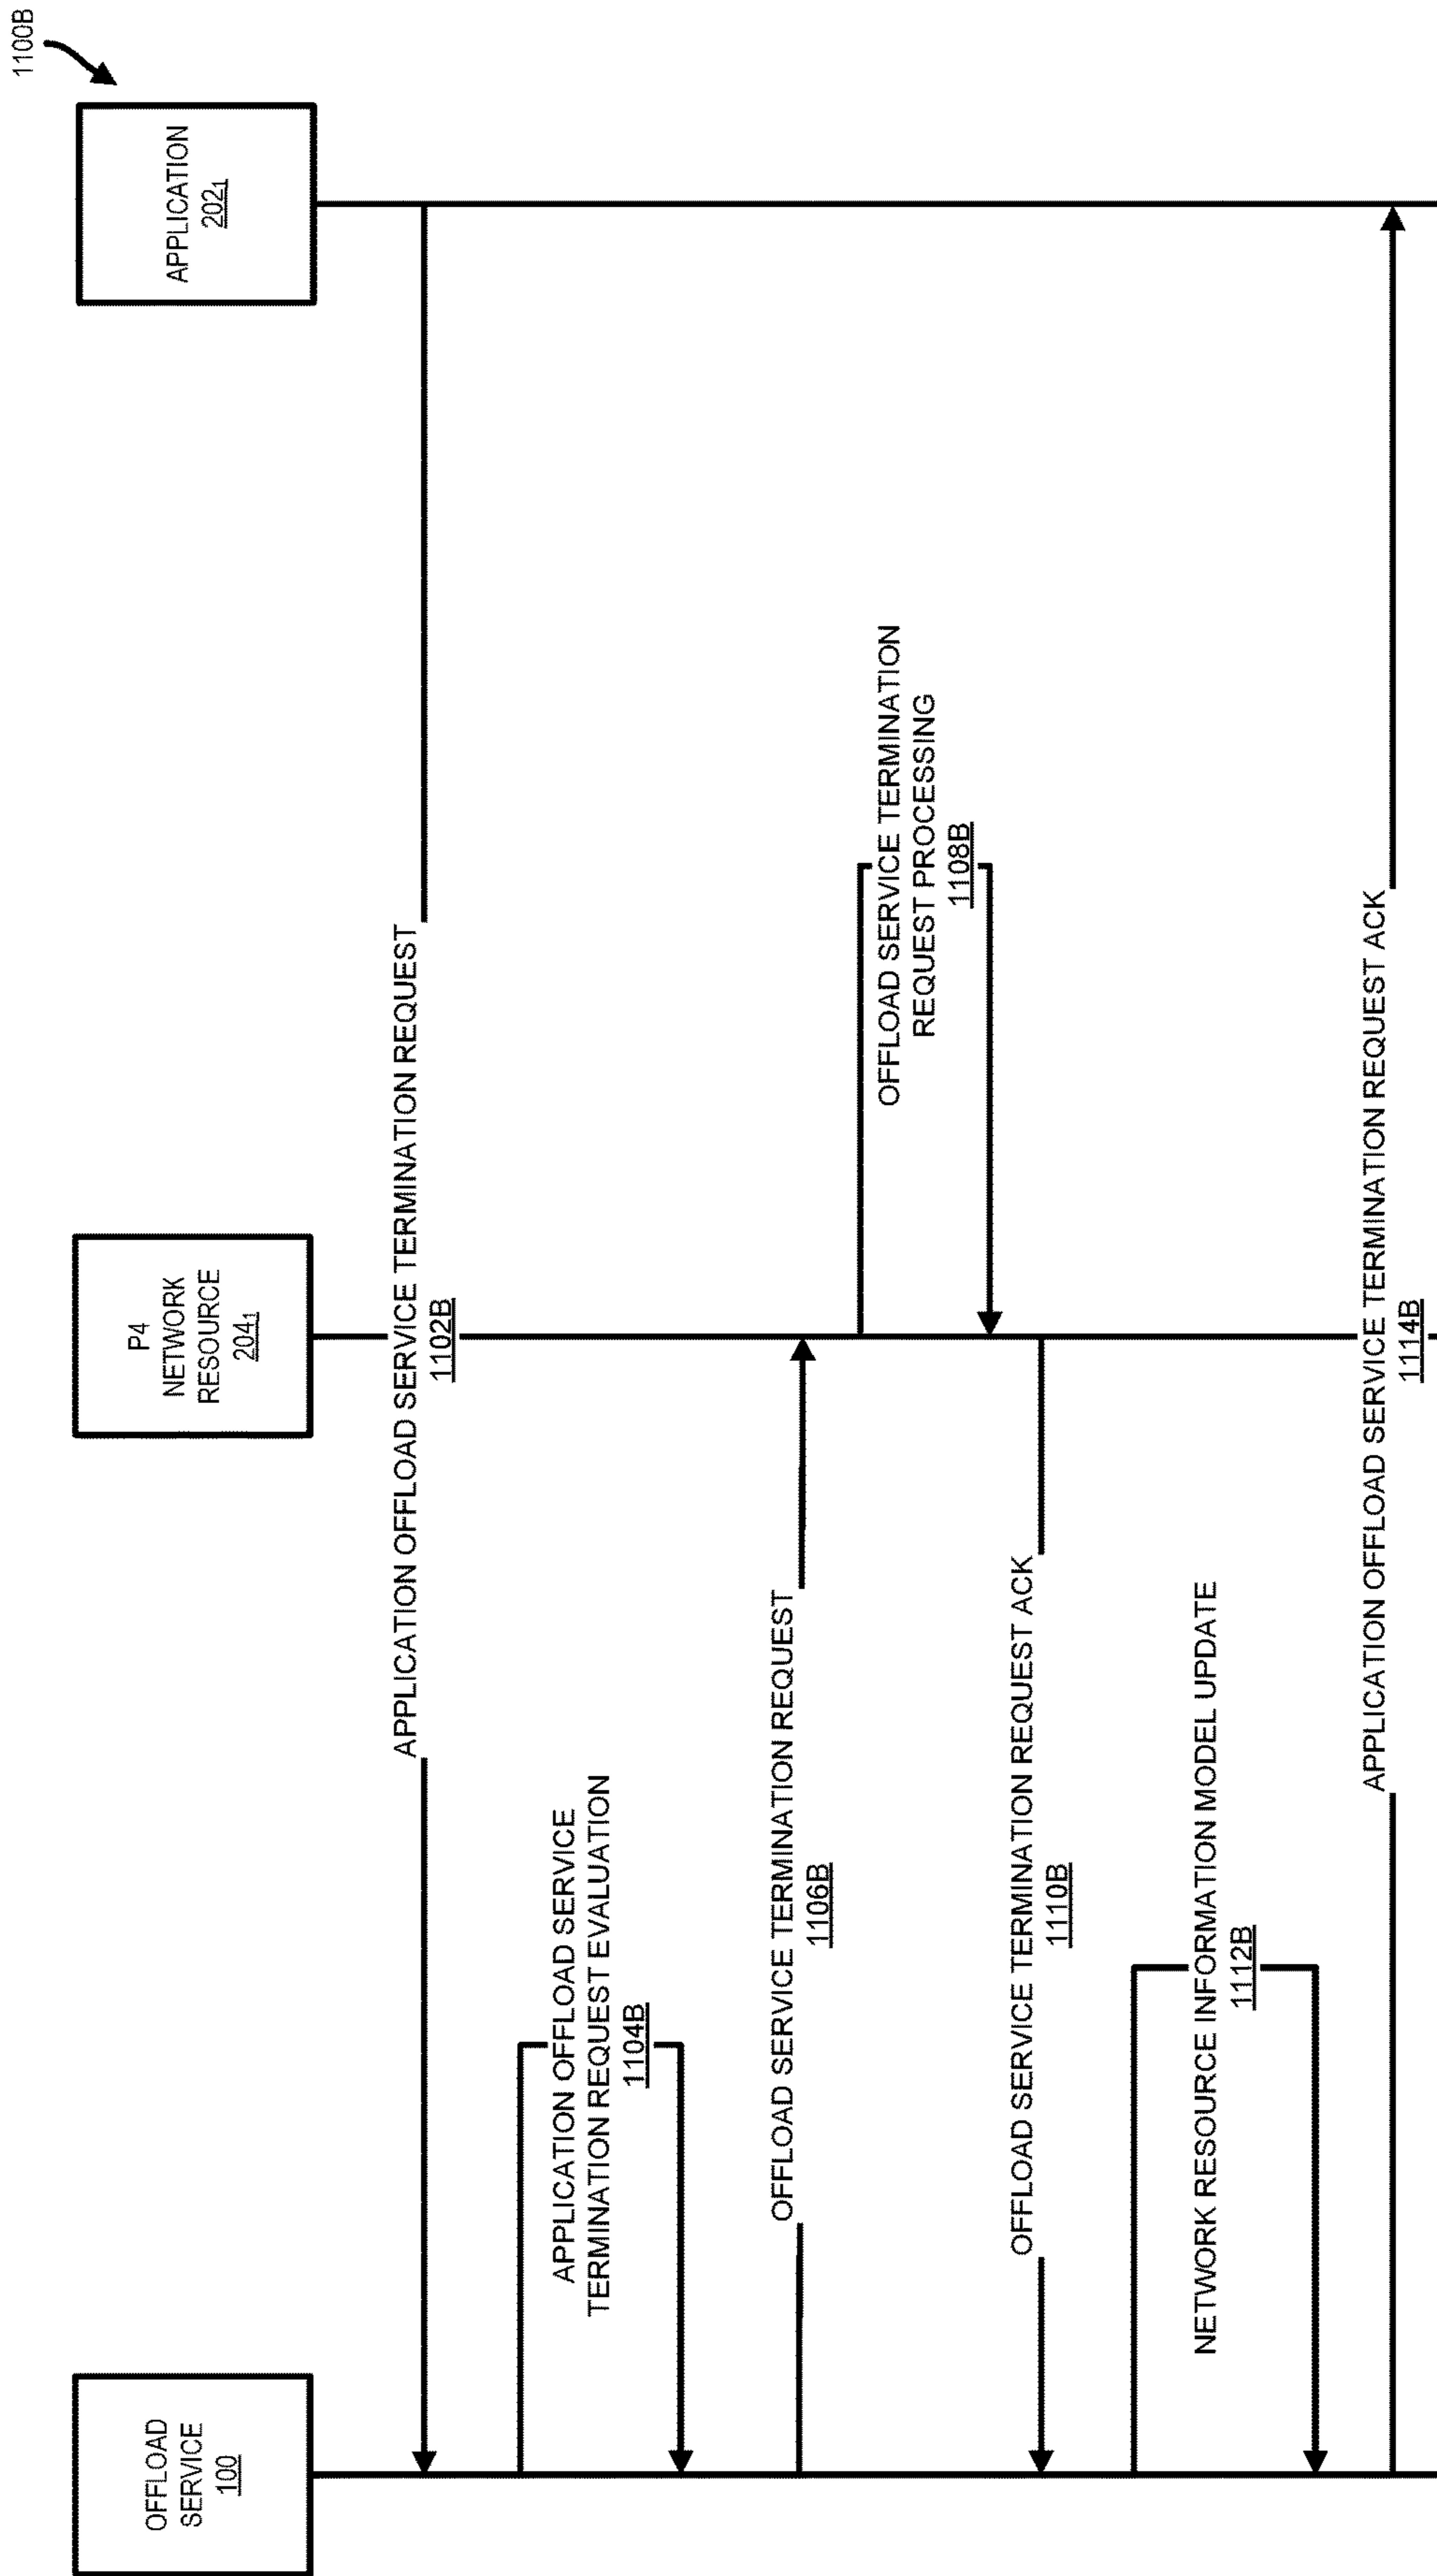 1100B
OFFLOAD
SERVICE
100
P4
NETWORK
RESOURCE
204₁
APPLICATION
202₁
APPLICATION OFFLOAD SERVICE TERMINATION REQUEST
1102B
APPLICATION OFFLOAD SERVICE
TERMINATION REQUEST EVALUATION
1104B
OFFLOAD SERVICE TERMINATION REQUEST
1106B
OFFLOAD SERVICE TERMINATION
REQUEST PROCESSING
1108B
OFFLOAD SERVICE TERMINATION REQUEST ACK
1110B
NETWORK RESOURCE INFORMATION MODEL UPDATE
1112B
APPLICATION OFFLOAD SERVICE TERMINATION REQUEST ACK
1114B